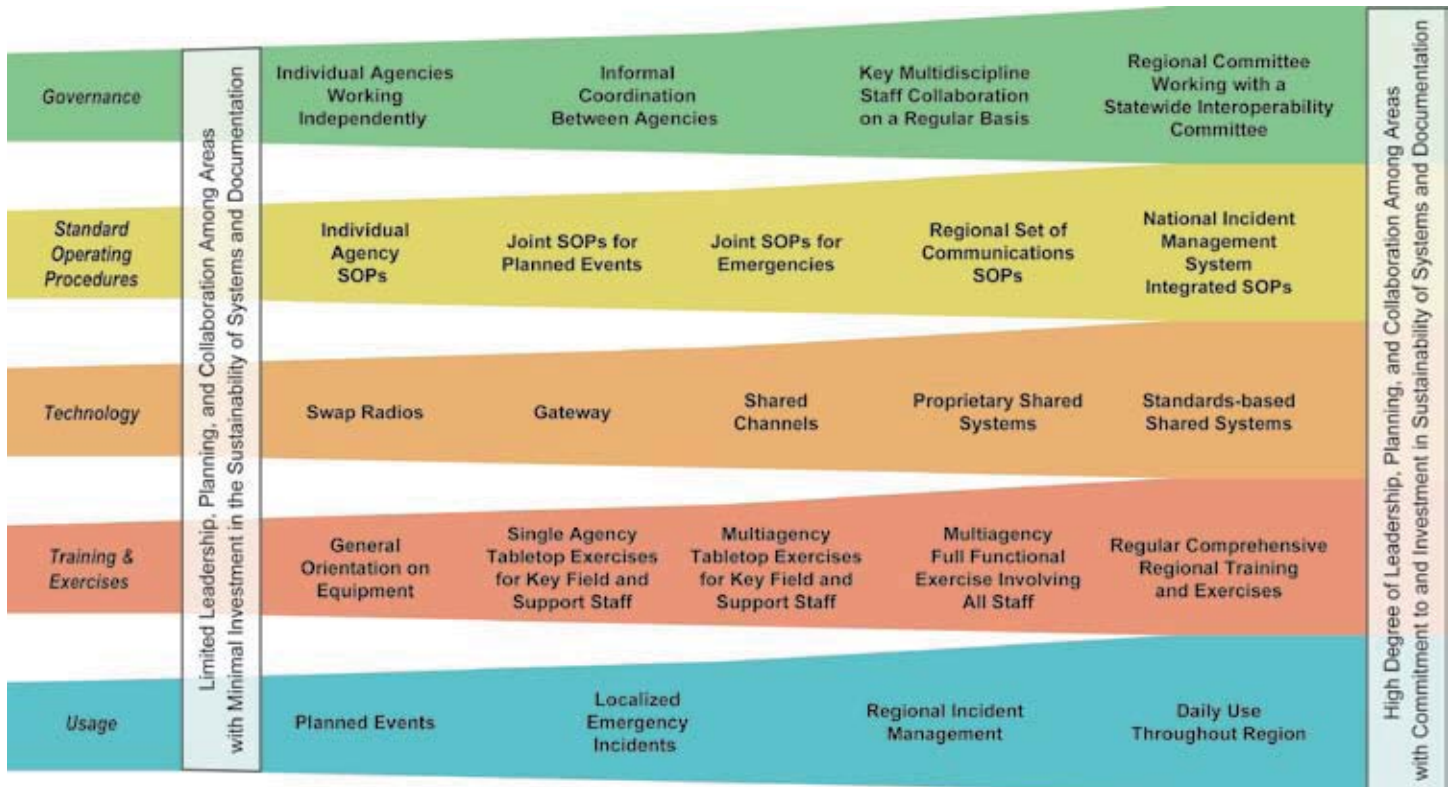 Governance
Individual Agencies
Working
Independently
Informal
Coordination
Between Agencies
Key Multidiscipline
Staff Collaboration
on a Regular Basis
Regional Committee
Working with a
Statewide Interoperability
Committee
Standard
Operating
Procedures
Individual
Agency
SOPs
Joint SOPs for
Planned Events
Joint SOPs for
Emergencies
Regional Set of
Communications
SOPs
National Incident
Management
System
Integrated SOPs
Technology
Swap Radios
Gateway
Shared
Channels
Proprietary Shared
Systems
Standards-based
Shared Systems
Training &
Exercises
General
Orientation on
Equipment
Single Agency
Tabletop Exercises
for Key Field and
Support Staff
Multiagency
Tabletop Exercises
for Key Field and
Support Staff
Multiagency
Full Functional
Exercise Involving
All Staff
Regular Comprehensive
Regional Training
and Exercises
Usage
Planned Events
Localized
Emergency
Incidents
Regional Incident
Management
Daily Use
Throughout Region
Limited Leadership, Planning, and Collaboration Among Areas
with Minimal Investment in the Sustainability of Systems and Documentation
High Degree of Leadership, Planning, and Collaboration Among Areas
with Commitment to and Investment in Sustainability of Systems and Documentation